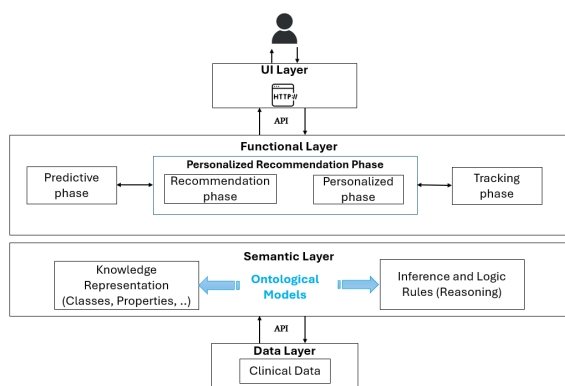 UI Layer
HTTP:/
API
Functional Layer
Personalized Recommendation Phase
Predictive
phase
Recommendation
phase
Personalized
phase
Tracking
phase
Semantic Layer
Knowledge
Representation
(Classes, Properties, ..)
Ontological
Models
Inference and Logic
Rules (Reasoning)
API
Data Layer
Clinical Data